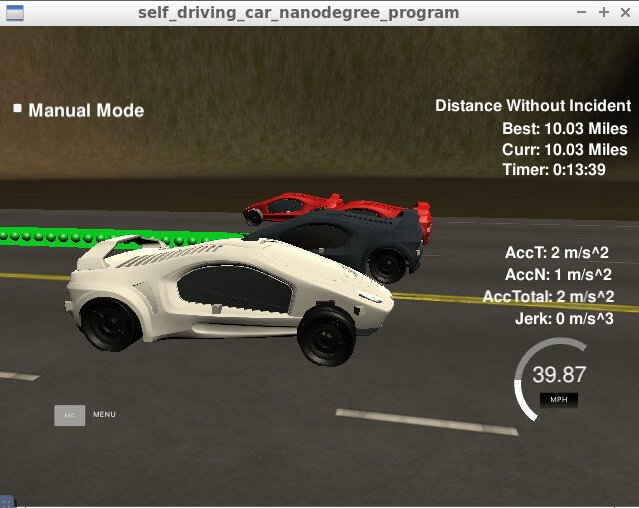 self_driving_car_nanodegree_program
Manual Mode
Distance Without Incident
Best: 10.03 Miles
Curr: 10.03 Miles
Timer: 0:13:39
AccT: 2 m/s^2
AccN: 1 m/s^2
AccTotal: 2 m/s^2
Jerk: 0 m/s^3
39.87
MPH
ESC MENU